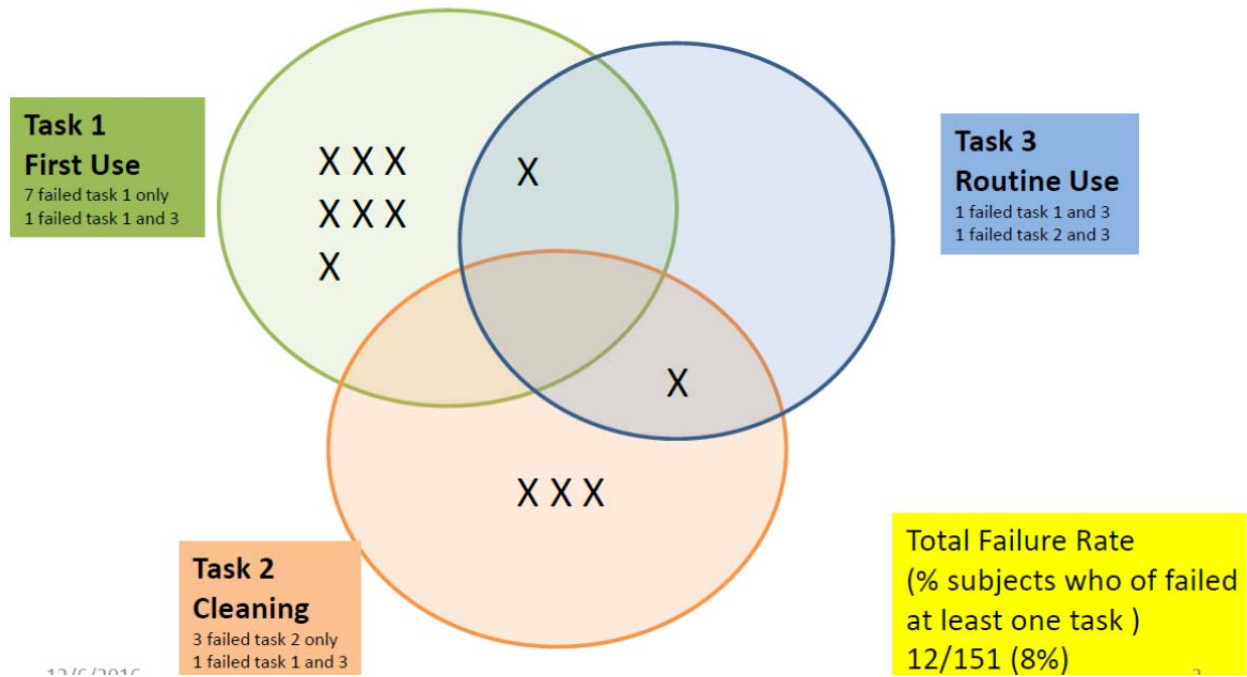 Task 1
First Use
7 failed task 1 only
1 failed task 1 and 3
X X X
X X X
X
X
Task 3
Routine Use
1 failed task 1 and 3
1 failed task 2 and 3
X
X X X
Task 2
Cleaning
3 failed task 2 only
1 failed task 1 and 3
Total Failure Rate
(% subjects who of failed
at least one task )
12/151 (8%)
12/6/2016